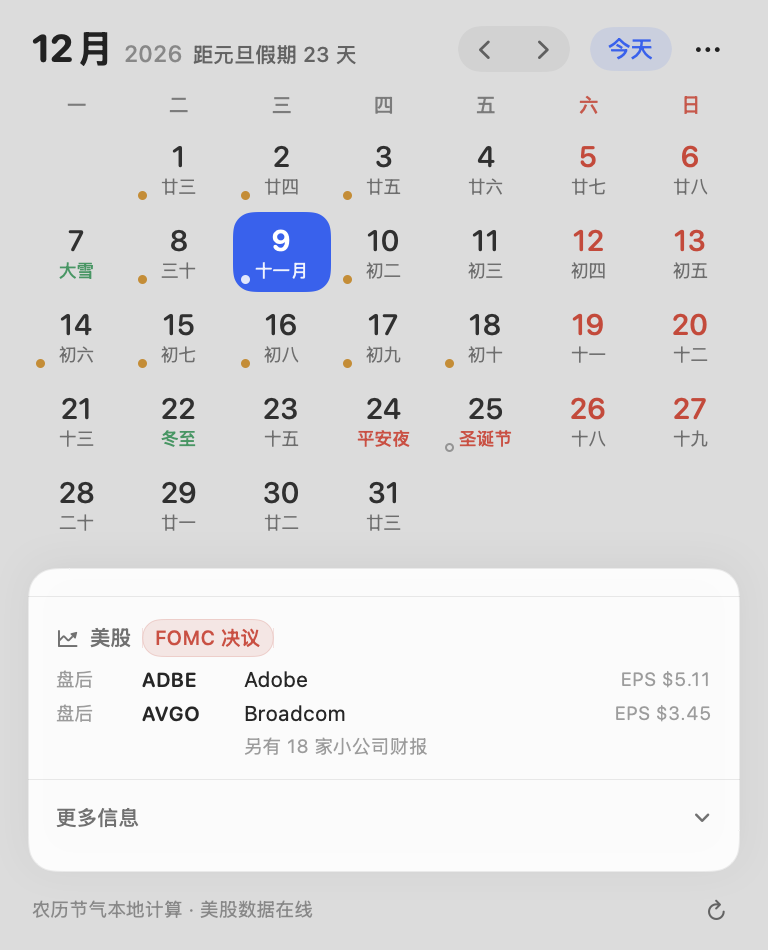 12月 2026 距元旦假期 23 天 今天
一 二 三 四 五 六 日
1 2 3 4 5 6
廿三 廿四 廿五 廿六 廿七 廿八
7 8 9 10 11 12 13
大雪 三十 十一月 初二 初三 初四 初五
14 15 16 17 18 19 20
初六 初七 初八 初九 初十 十一 十二
21 22 23 24 25 26 27
十三 冬至 十五 平安夜 圣诞节 十八 十九
28 29 30 31
二十 廿一 廿二 廿三
美股 FOMC 决议
盘后 ADBE Adobe EPS $5.11
盘后 AVGO Broadcom EPS $3.45
另有 18 家小公司财报
更多信息
农历节气本地计算 · 美股数据在线